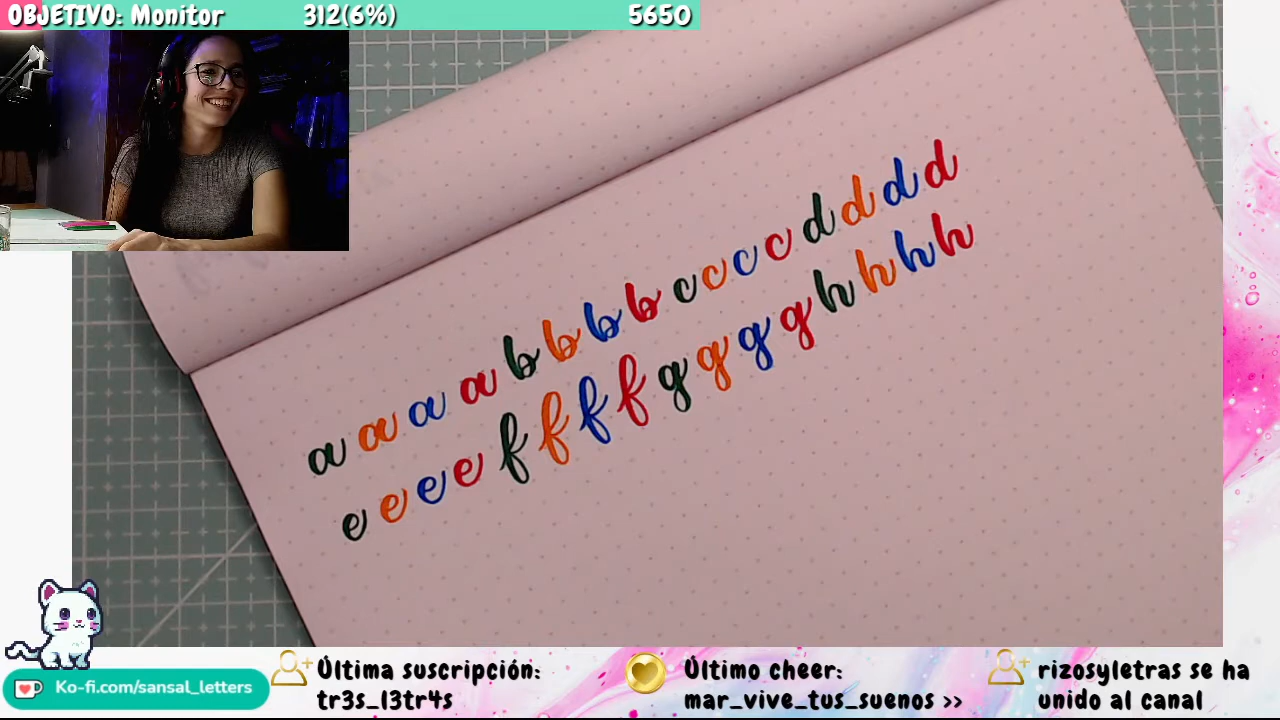 OBJETIVO: Monitor 312(6%) 5650
a a a a b b b b c c c c d d d d
e e e e f f f f g g g g h h h h
Ko-fi.com/sansal_letters
Última suscripción:
tr3s_l3tr4s
Último cheer:
mar_vive_tus_suenos >>
rizosyletras se ha
unido al canal